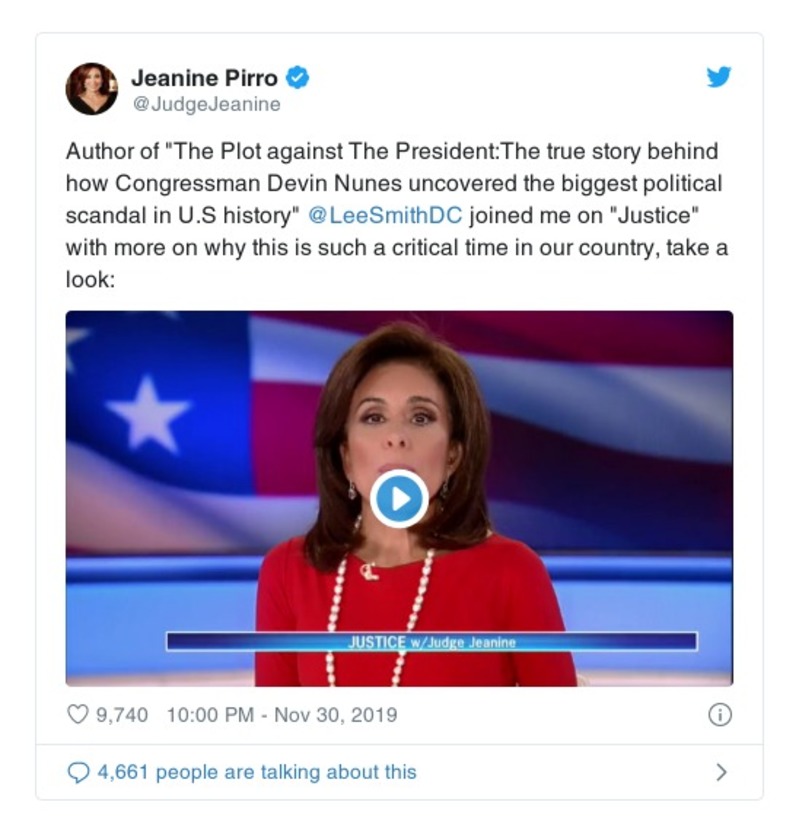 Jeanine Pirro
@JudgeJeanine
Author of "The Plot against The President:The true story behind
how Congressman Devin Nunes uncovered the biggest political
scandal in U.S history" @LeeSmithDC joined me on "Justice"
with more on why this is such a critical time in our country, take a
look:
JUSTICE w/Judge Jeanine
9,740 10:00 PM - Nov 30, 2019
4,661 people are talking about this